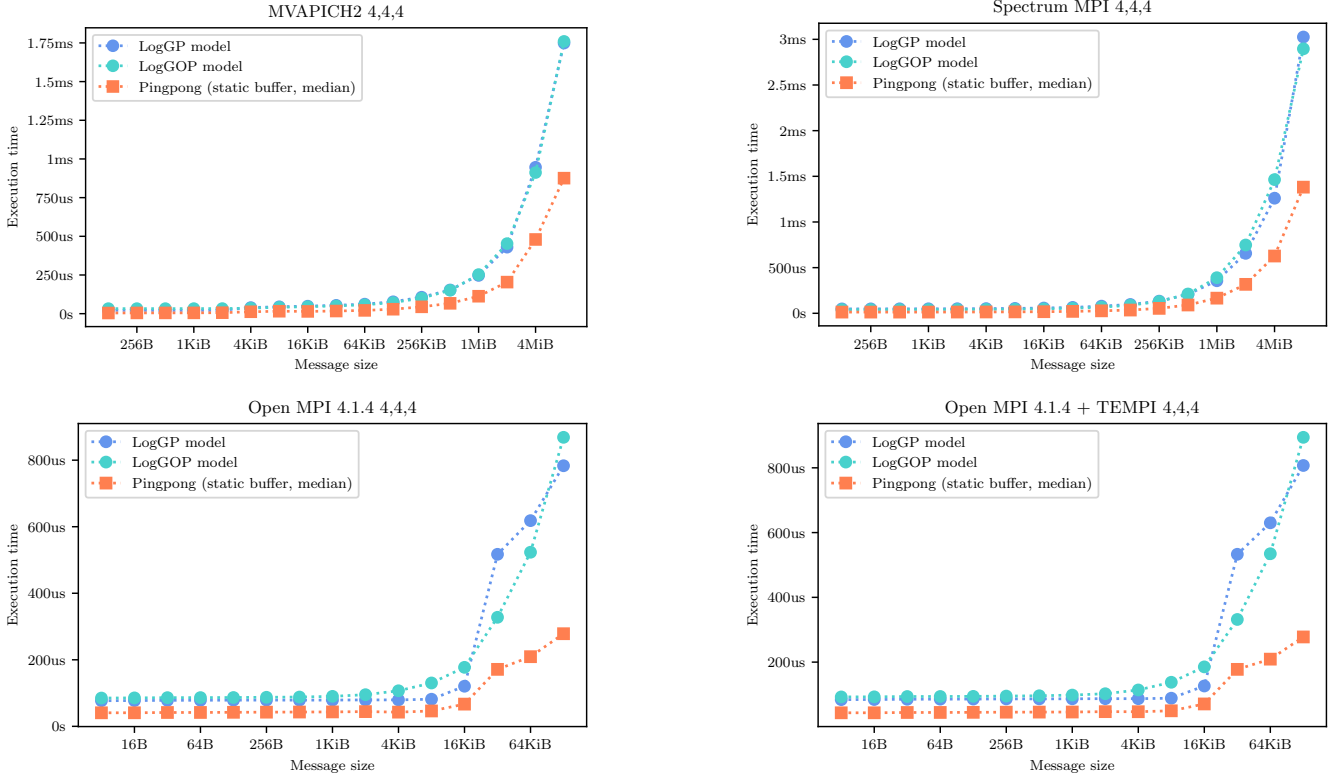 MVAPICH2 4,4,4
1.75ms
1.5ms
1.25ms
1ms
750us
500us
250us
0s
Execution time
LogGP model
LogGOP model
Pingpong (static buffer, median)
256B 1KiB 4KiB 16KiB 64KiB 256KiB 1MiB 4MiB
Message size
Spectrum MPI 4,4,4
3ms
2.5ms
2ms
1.5ms
1ms
500us
0s
Execution time
LogGP model
LogGOP model
Pingpong (static buffer, median)
256B 1KiB 4KiB 16KiB 64KiB 256KiB 1MiB 4MiB
Message size
Open MPI 4.1.4 4,4,4
800us
600us
400us
200us
0s
Execution time
LogGP model
LogGOP model
Pingpong (static buffer, median)
16B 64B 256B 1KiB 4KiB 16KiB 64KiB
Message size
Open MPI 4.1.4 + TEMPI 4,4,4
800us
600us
400us
200us
Execution time
LogGP model
LogGOP model
Pingpong (static buffer, median)
16B 64B 256B 1KiB 4KiB 16KiB 64KiB
Message size